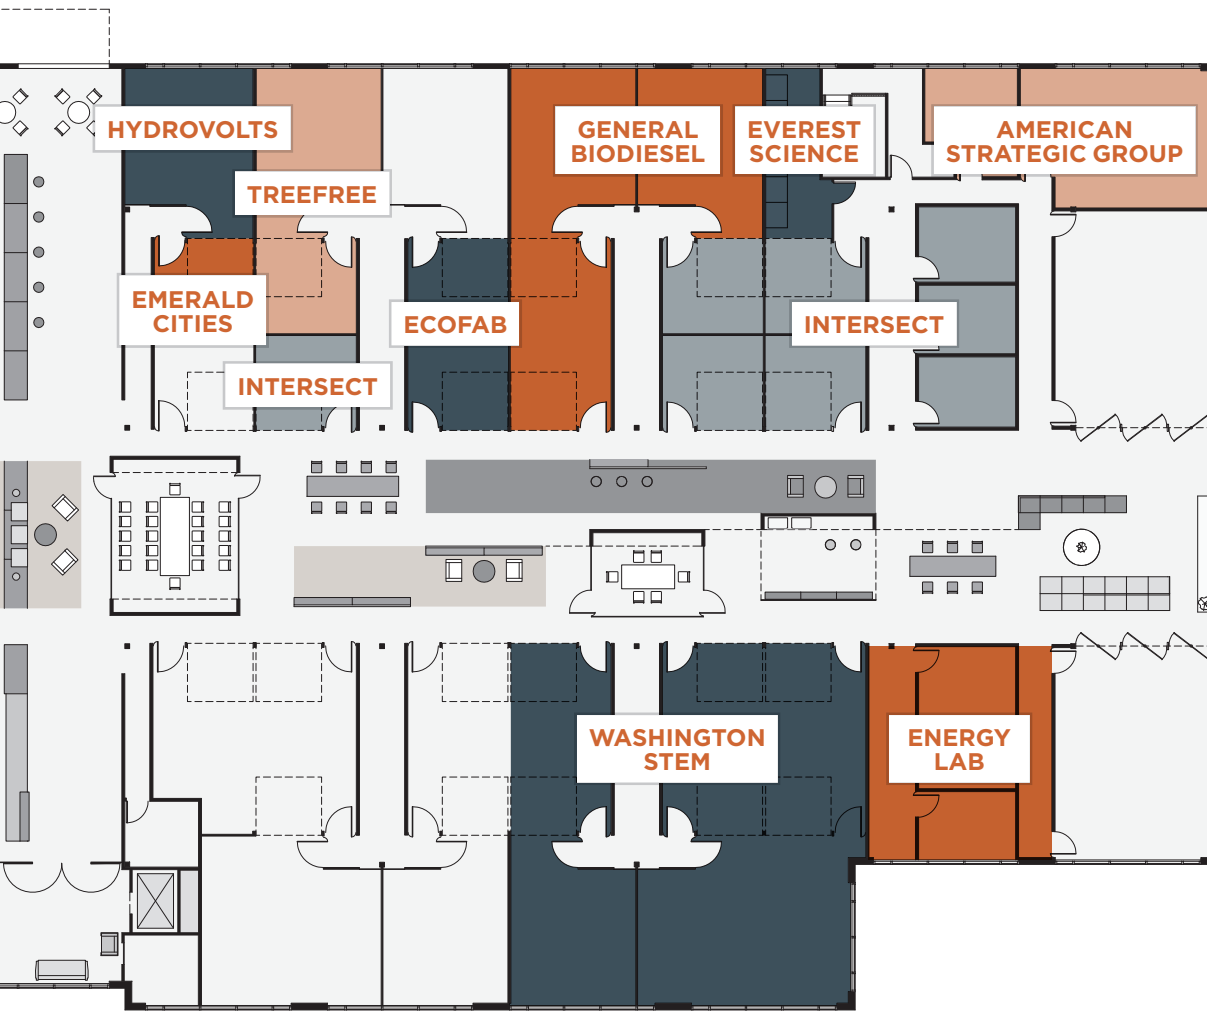 HYDROVOLTS
GENERAL
BIODIESEL
EVEREST
SCIENCE
AMERICAN
STRATEGIC GROUP
TREEFREE
EMERALD
CITIES
ECOFAB
INTERSECT
INTERSECT
WASHINGTON
STEM
ENERGY
LAB